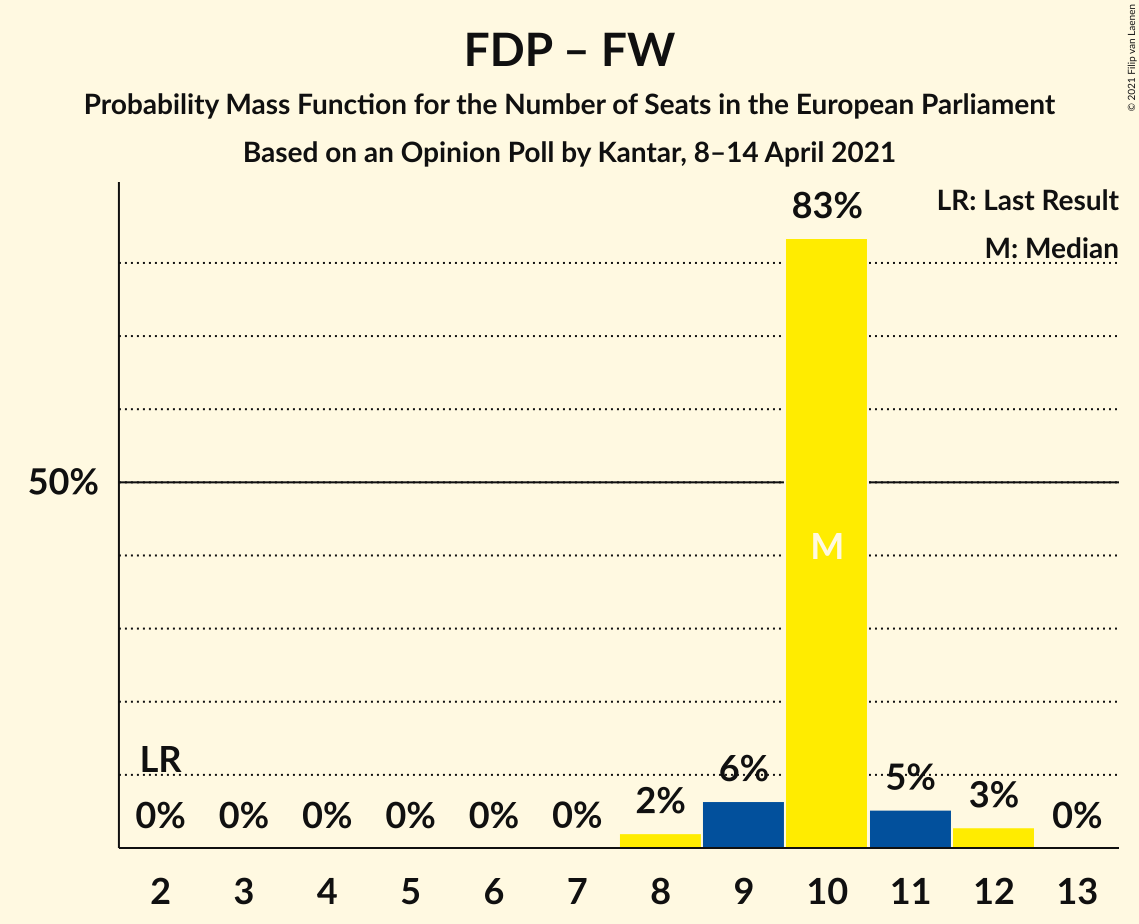 FDP – FW
Probability Mass Function for the Number of Seats in the European Parliament
Based on an Opinion Poll by Kantar, 8–14 April 2021
© 2021 Filip van Laenen
LR: Last Result
M: Median
83%
50%
M
LR
0% 0% 0% 0% 0% 0% 2% 6% 5% 3% 0%
2 3 4 5 6 7 8 9 10 11 12 13